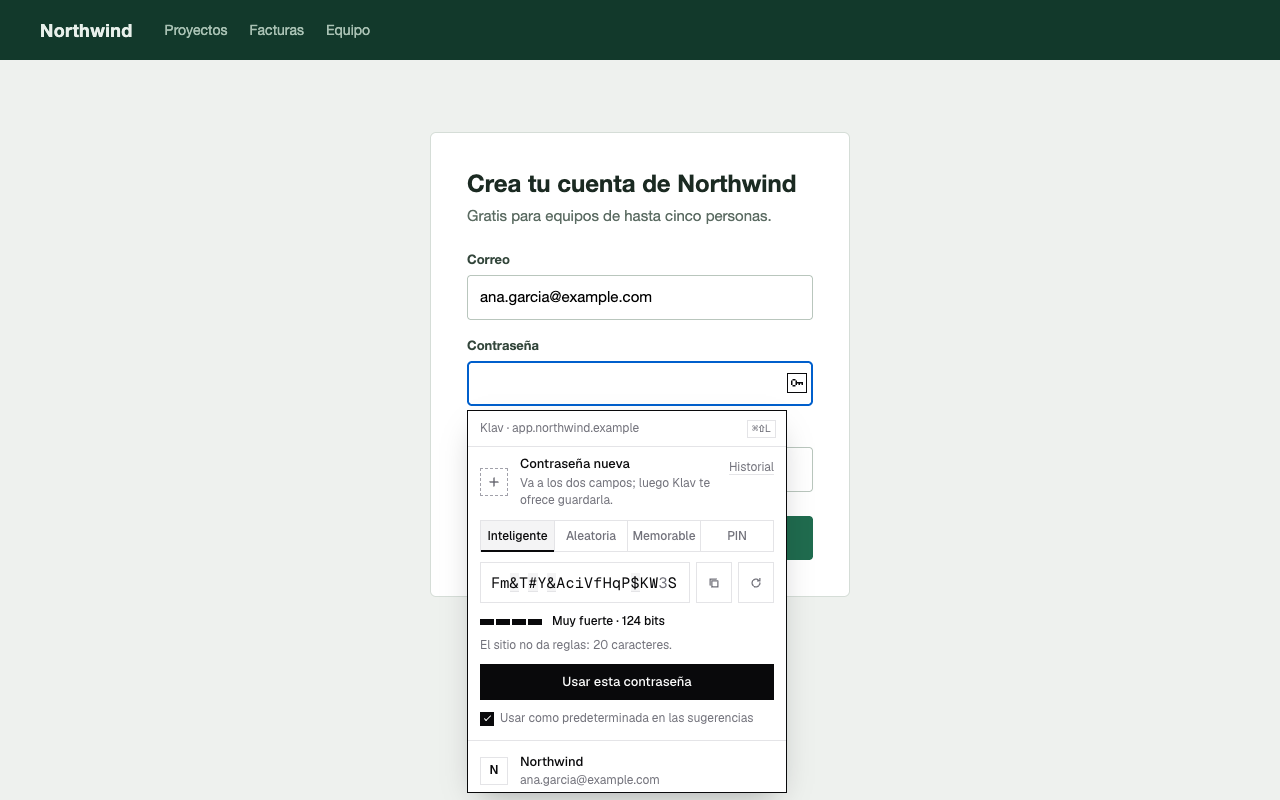 Northwind Proyectos Facturas Equipo
Crea tu cuenta de Northwind
Gratis para equipos de hasta cinco personas.
Correo
ana.garcia@example.com
Contraseña
Klav · app.northwind.example ⌘⇧L
Contraseña nueva
Historial
Va a los dos campos; luego Klav te
ofrece guardarla.
Inteligente Aleatoria Memorable PIN
Fm&T#Y&AciVfHqP$KW3S
Muy fuerte · 124 bits
El sitio no da reglas: 20 caracteres.
Usar esta contraseña
Usar como predeterminada en las sugerencias
N
Northwind
ana.garcia@example.com